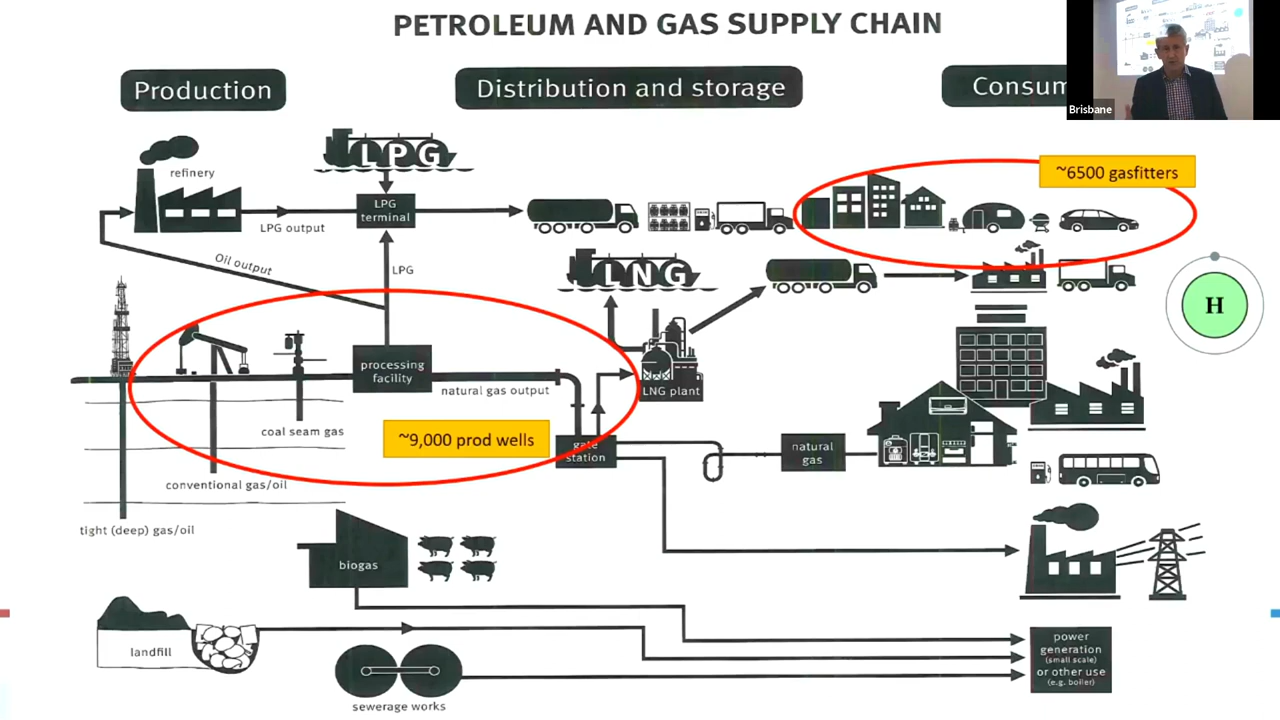 PETROLEUM AND GAS SUPPLY CHAIN
Production
Distribution and storage
Consum
Brisbane
refinery
LPG
LPG
terminal
LPG output
~6500 gasfitters
Oil output
LPG
LNG
H
processing
facility
natural gas output
LNG plant
coal seam gas
~9,000 prod wells
gate
station
natural
gas
conventional gas/oil
tight (deep) gas/oil
biogas
landfill
power
generation
(small scale)
or other use
(e.g. boiler)
sewerage works